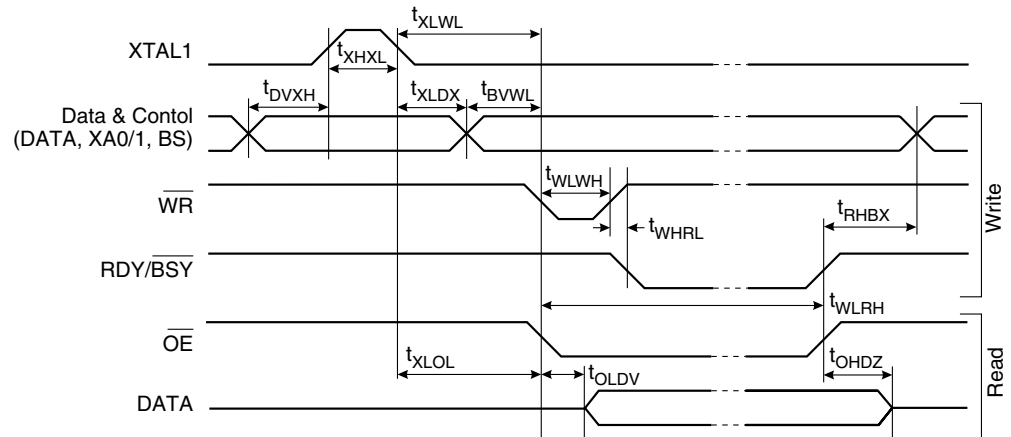 tXLWL
XTAL1
tXHXL
tDVXH
tXLDX
tBVWL
Data & Contol
(DATA, XA0/1, BS)
tWLWH
WR
tRHBX
tWHRL
Write
RDY/BSY
tWLRH
OE
tXLOL
tOLDV
tOHDZ
Read
DATA